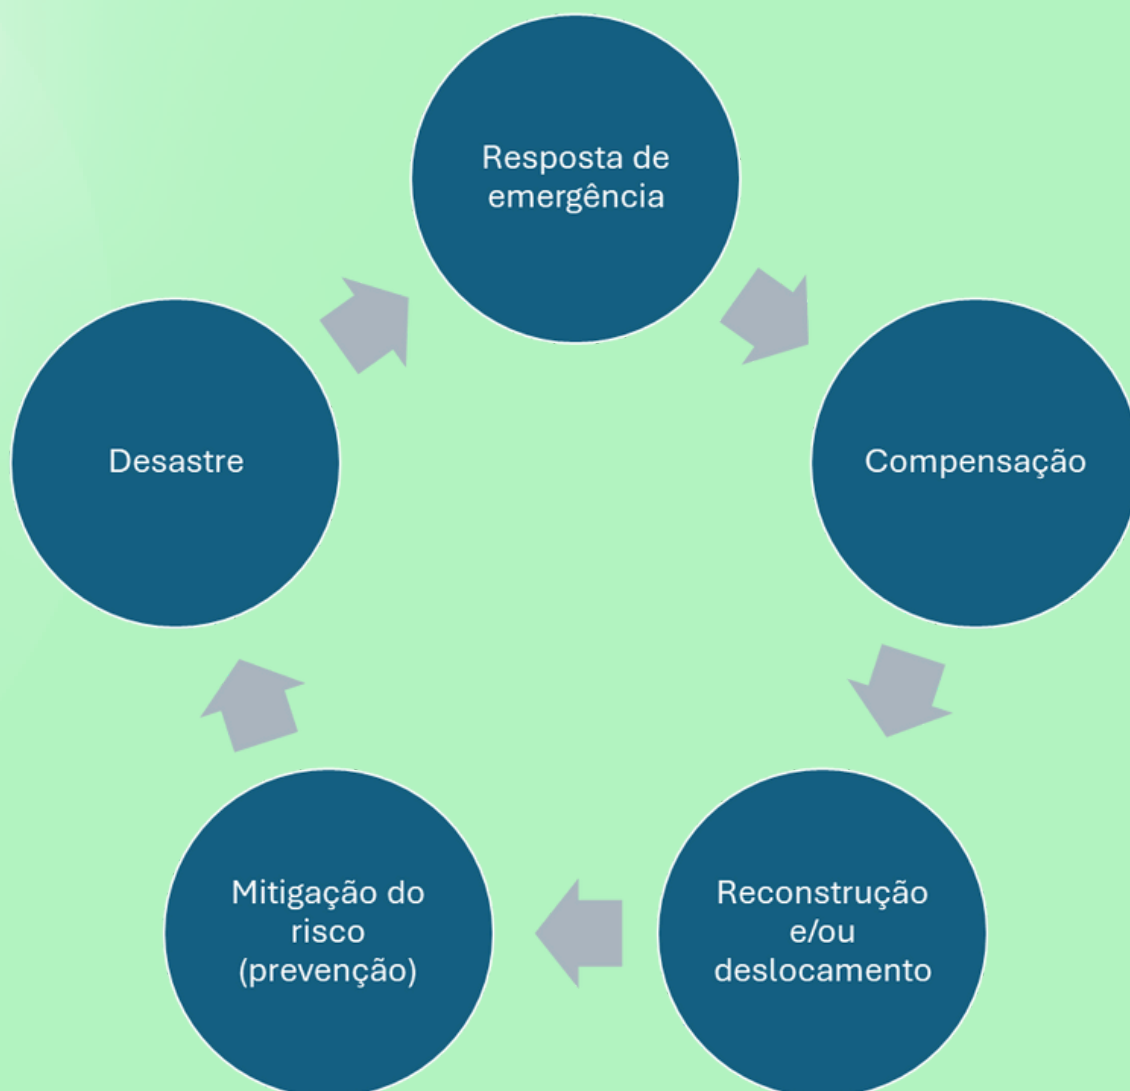 Resposta de
emergência
Desastre
Compensação
Mitigação do
risco
(prevenção)
Reconstrução
e/ou
deslocamento